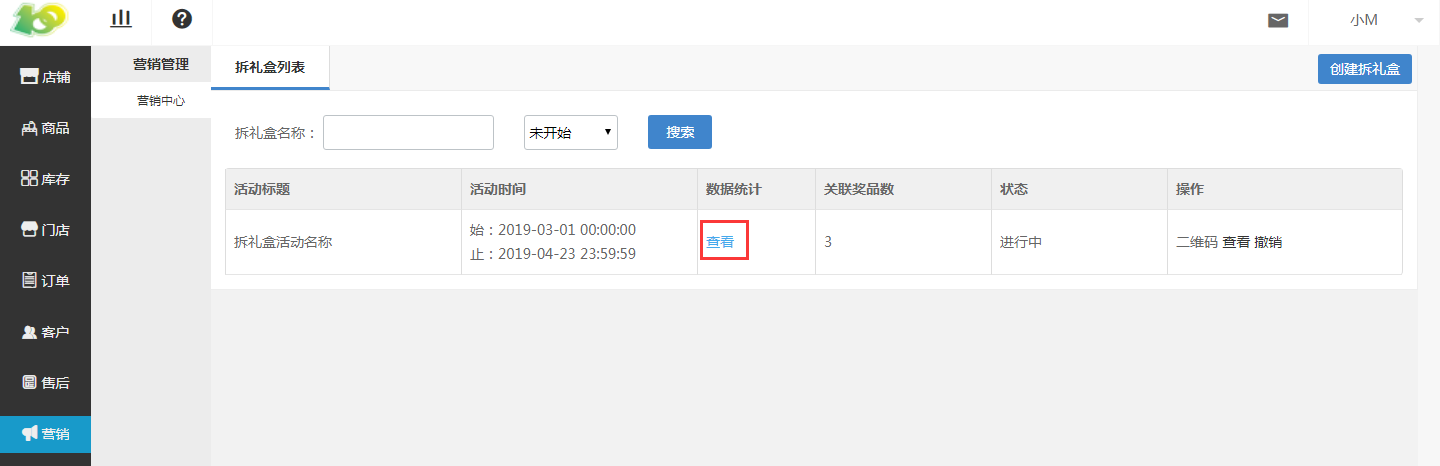 小M
店铺
商品
库存
门店
订单
客户
售后
营销
营销管理
营销中心
拆礼盒列表
创建拆礼盒
拆礼盒名称： 未开始 搜索
活动标题 活动时间 数据统计 关联奖品数 状态 操作
拆礼盒活动名称 始：2019-03-01 00:00:00 查看 3 进行中 二维码 查看 撤销
止：2019-04-23 23:59:59